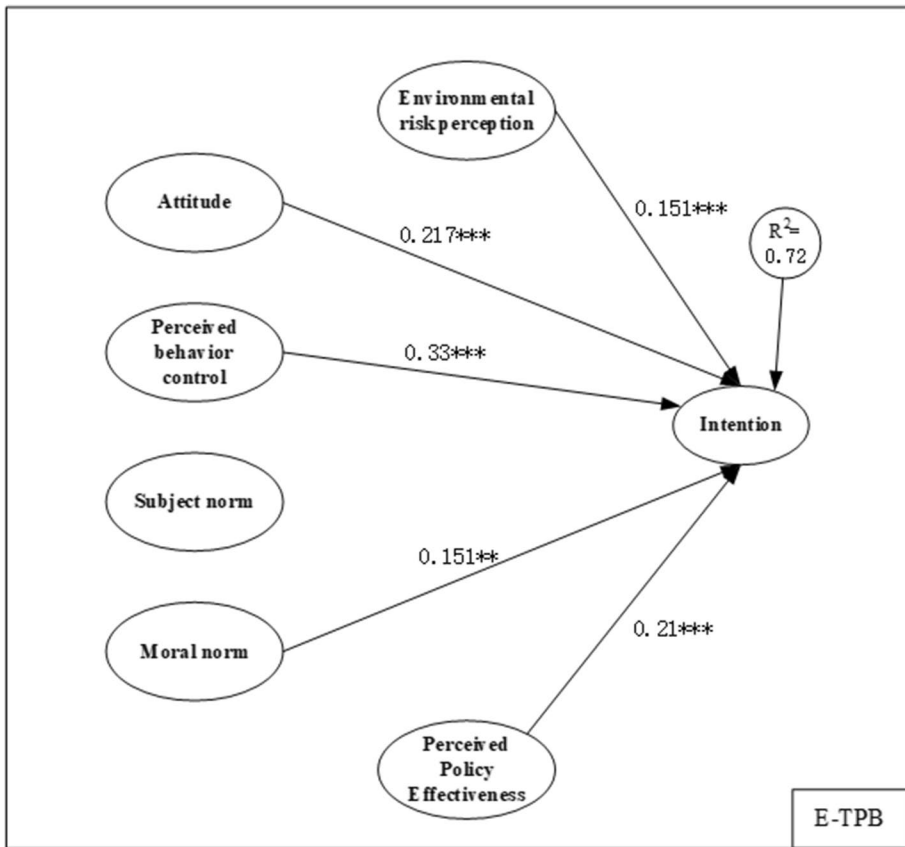 Environmental
risk perception
Attitude
0.151***
R²=
0.72
0.217***
Perceived
behavior
control
0.33***
Intention
Subject norm
0.151**
Moral norm
0.21***
Perceived
Policy
Effectiveness
E-TPB